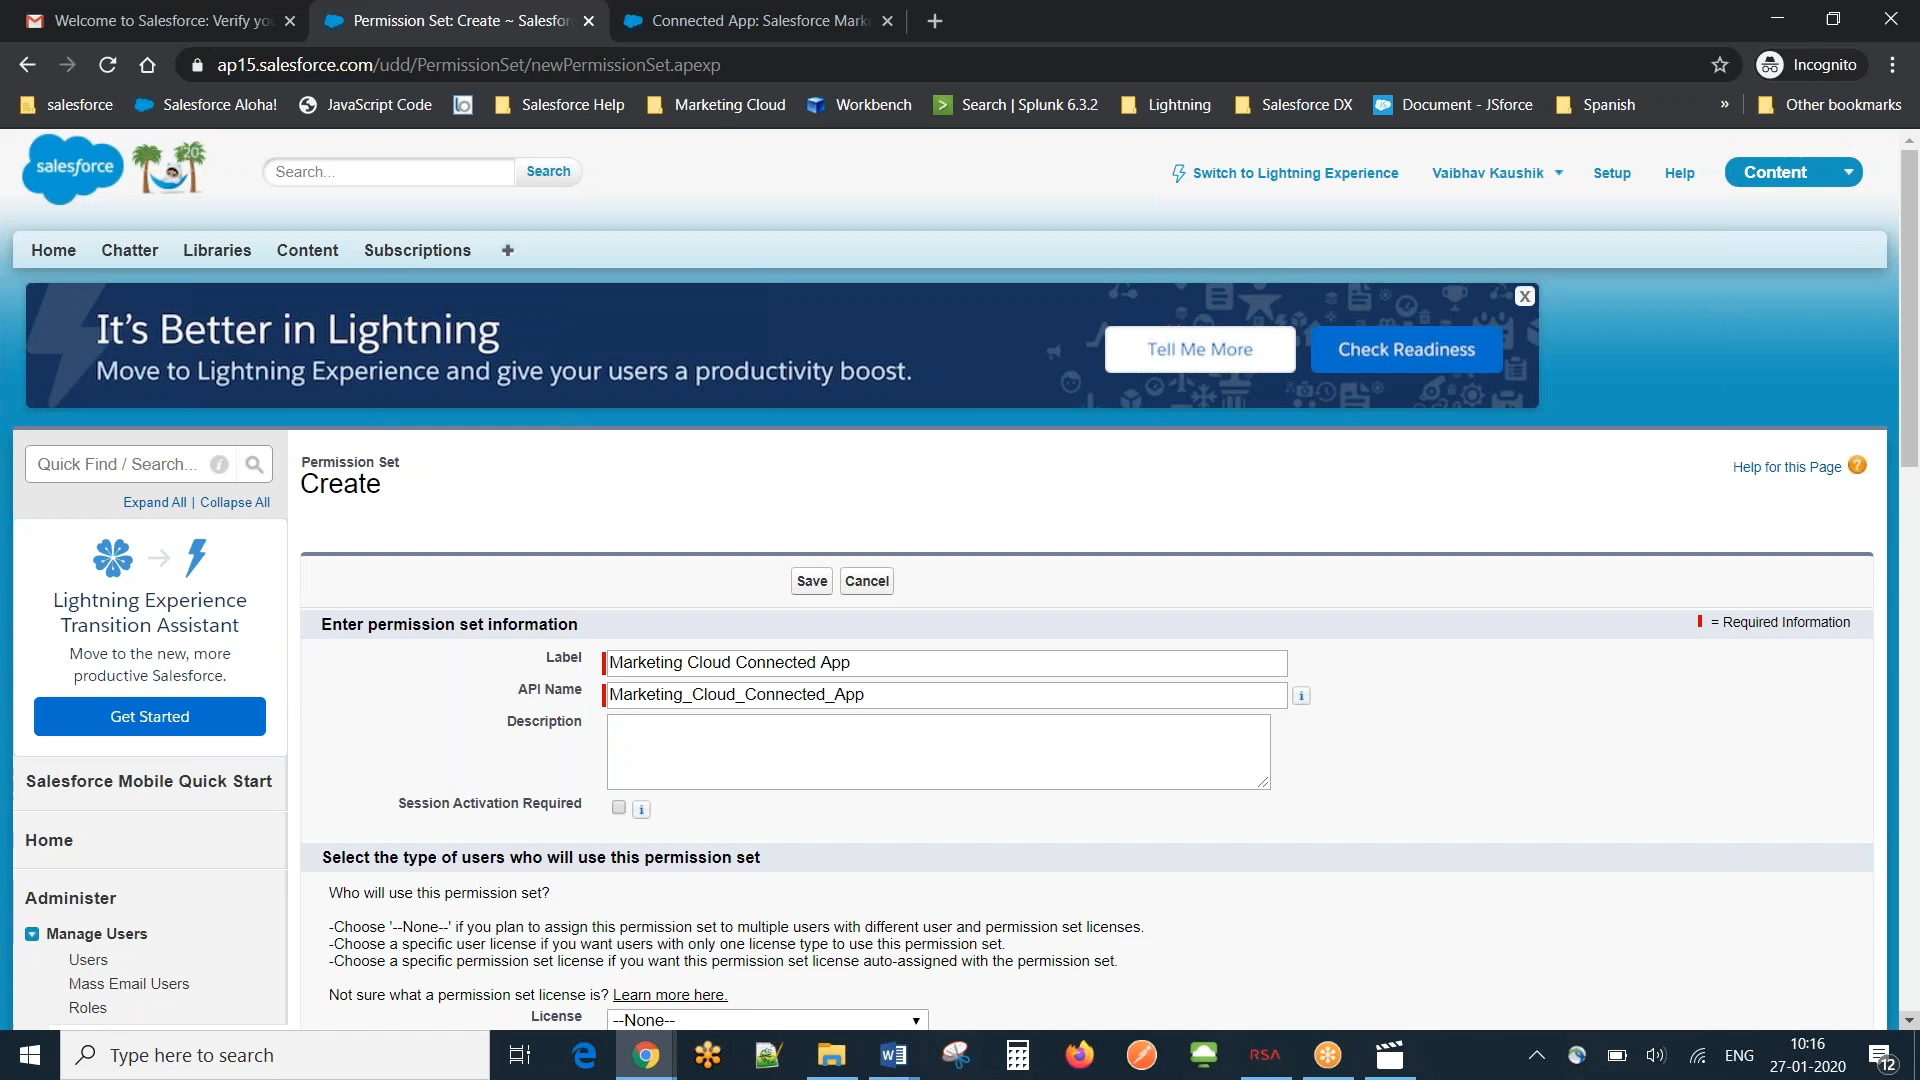 Welcome to Salesforce: Verify yo
Permission Set: Create ~ Salesfor
Connected App: Salesforce Mark
ap15.salesforce.com/udd/PermissionSet/newPermissionSet.apexp
Incognito
salesforce
Salesforce Aloha!
JavaScript Code
Salesforce Help
Marketing Cloud
Workbench
Search | Splunk 6.3.2
Lightning
Salesforce DX
Document - JSforce
Spanish
»
Other bookmarks
salesforce
20
Search...
Search
Switch to Lightning Experience
Vaibhav Kaushik
Setup
Help
Content
Home
Chatter
Libraries
Content
Subscriptions
+
It's Better in Lightning
Move to Lightning Experience and give your users a productivity boost.
Tell Me More
Check Readiness
X
Quick Find / Search...
Expand All | Collapse All
Lightning Experience
Transition Assistant
Move to the new, more
productive Salesforce.
Get Started
Salesforce Mobile Quick Start
Home
Administer
Manage Users
Users
Mass Email Users
Roles
Permission Set
Create
Help for this Page
Save
Cancel
Enter permission set information
= Required Information
Label
Marketing Cloud Connected App
API Name
Marketing_Cloud_Connected_App
Description
Session Activation Required
Select the type of users who will use this permission set
Who will use this permission set?
-Choose '--None--' if you plan to assign this permission set to multiple users with different user and permission set licenses.
-Choose a specific user license if you want users with only one license type to use this permission set.
-Choose a specific permission set license if you want this permission set license auto-assigned with the permission set.
Not sure what a permission set license is? Learn more here.
License
--None--
Type here to search
RSA
ENG
10:16
27-01-2020
12